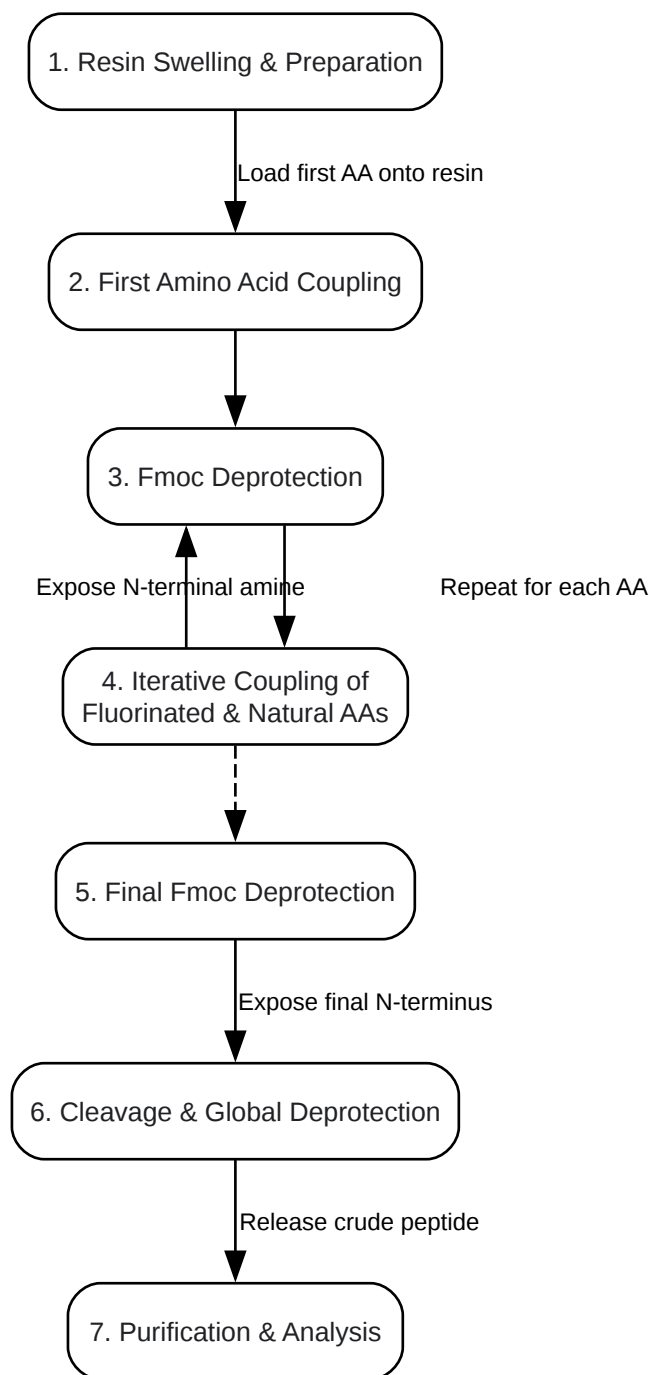 1. Resin Swelling & Preparation
Load first AA onto resin
2. First Amino Acid Coupling
3. Fmoc Deprotection
Expose N-terminal amine
Repeat for each AA
4. Iterative Coupling of
Fluorinated & Natural AAs
5. Final Fmoc Deprotection
Expose final N-terminus
6. Cleavage & Global Deprotection
Release crude peptide
7. Purification & Analysis